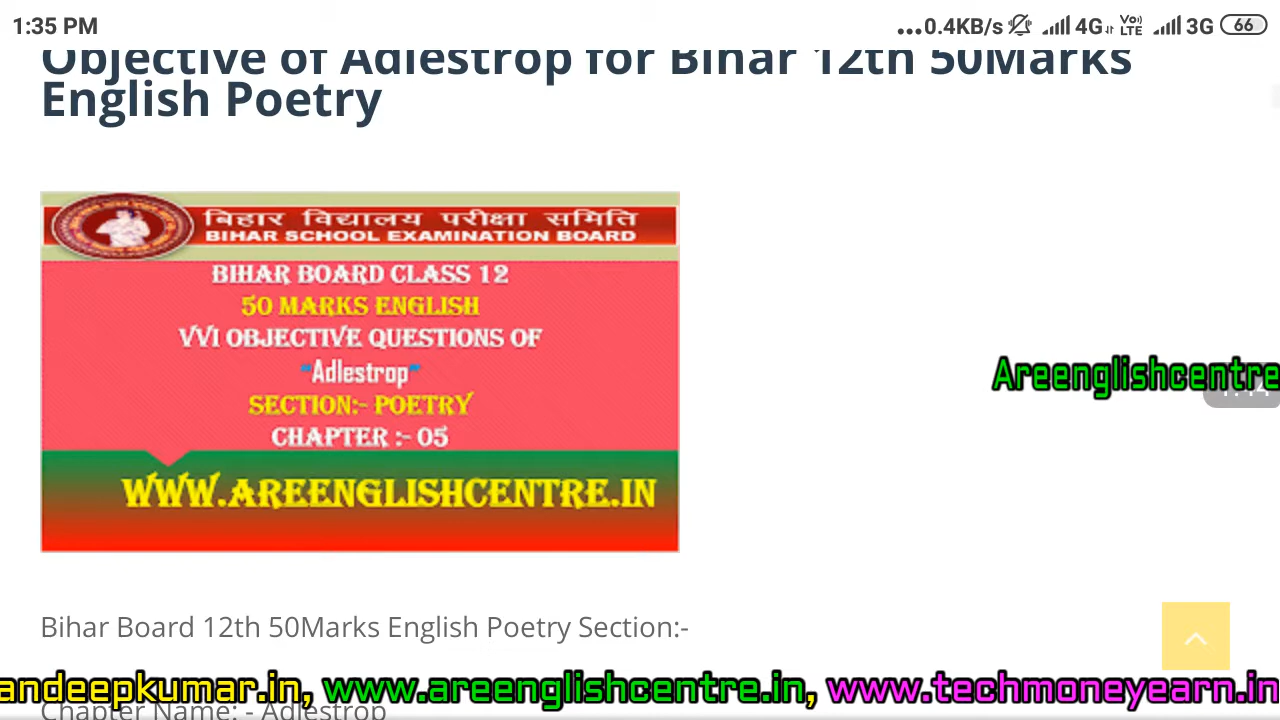 1:35 PM
...0.4KB/s 4G Vo) LTE 3G 66
Objective of Adlestrop for Bihar 12th 50Marks
English Poetry
बिहार विद्यालय परीक्षा समिति
BIHAR SCHOOL EXAMINATION BOARD
BIHAR BOARD CLASS 12
50 MARKS ENGLISH
VVI OBJECTIVE QUESTIONS OF
"Adlestrop"
SECTION:- POETRY
CHAPTER :- 05
WWW.AREENGLISHCENTRE.IN
Areenglishcentre
Bihar Board 12th 50Marks English Poetry Section:-
andeepkumar.in, www.areenglishcentre.in, www.techmoneyearn.in
Chapter Name: - Adlestrop